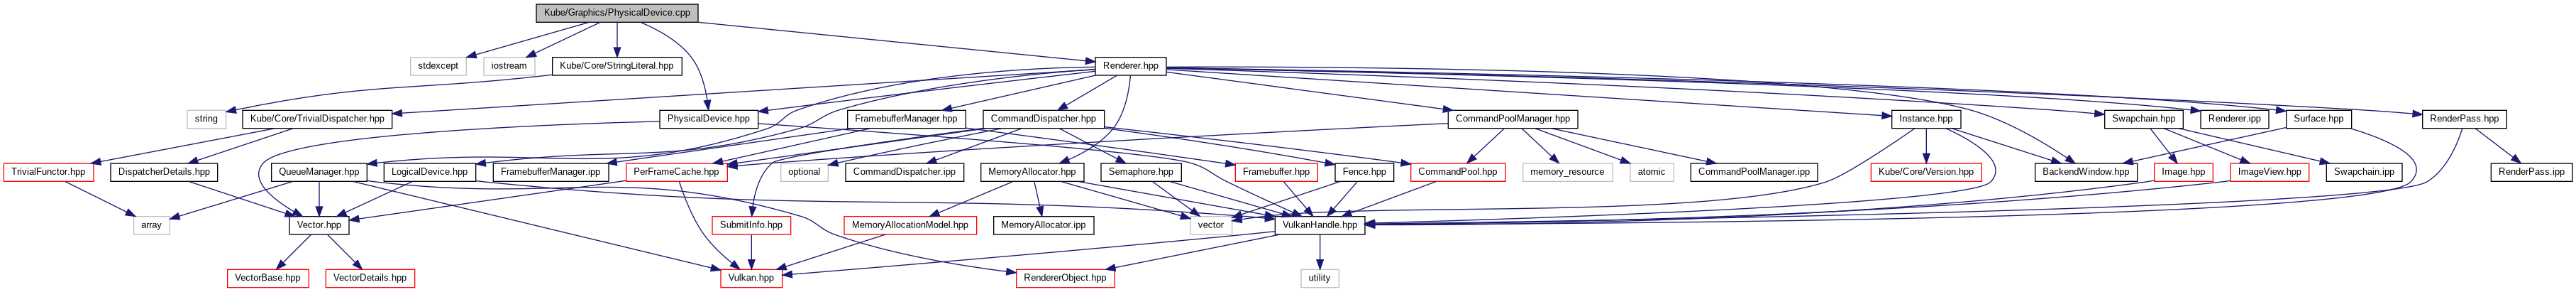 Kube/Graphics/PhysicalDevice.cpp
stdexcept
iostream
Kube/Core/StringLiteral.hpp
Renderer.hpp
string
Kube/Core/TrivialDispatcher.hpp
PhysicalDevice.hpp
FramebufferManager.hpp
CommandDispatcher.hpp
CommandPoolManager.hpp
Instance.hpp
Swapchain.hpp
Renderer.ipp
Surface.hpp
RenderPass.hpp
TrivialFunctor.hpp
DispatcherDetails.hpp
QueueManager.hpp
LogicalDevice.hpp
FramebufferManager.ipp
PerFrameCache.hpp
optional
CommandDispatcher.ipp
MemoryAllocator.hpp
Semaphore.hpp
Framebuffer.hpp
Fence.hpp
CommandPool.hpp
memory_resource
atomic
CommandPoolManager.ipp
Kube/Core/Version.hpp
BackendWindow.hpp
Image.hpp
ImageView.hpp
Swapchain.ipp
RenderPass.ipp
array
Vector.hpp
SubmitInfo.hpp
MemoryAllocationModel.hpp
MemoryAllocator.ipp
vector
VulkanHandle.hpp
VectorBase.hpp
VectorDetails.hpp
Vulkan.hpp
RendererObject.hpp
utility